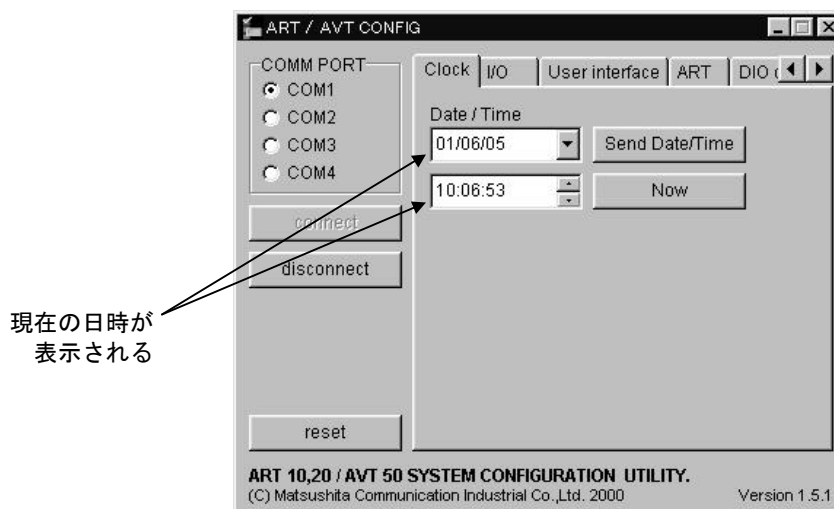 ART / AVT CONFIG
COMM PORT
COM1
COM2
COM3
COM4
connect
disconnect
reset
Clock I/O User interface ART DIO
Date / Time
01/06/05 Send Date/Time
10:06:53 Now
現在の日時が
表示される
ART 10,20 / AVT 50 SYSTEM CONFIGURATION UTILITY.
(C) Matsushita Communication Industrial Co.,Ltd. 2000 Version 1.5.1